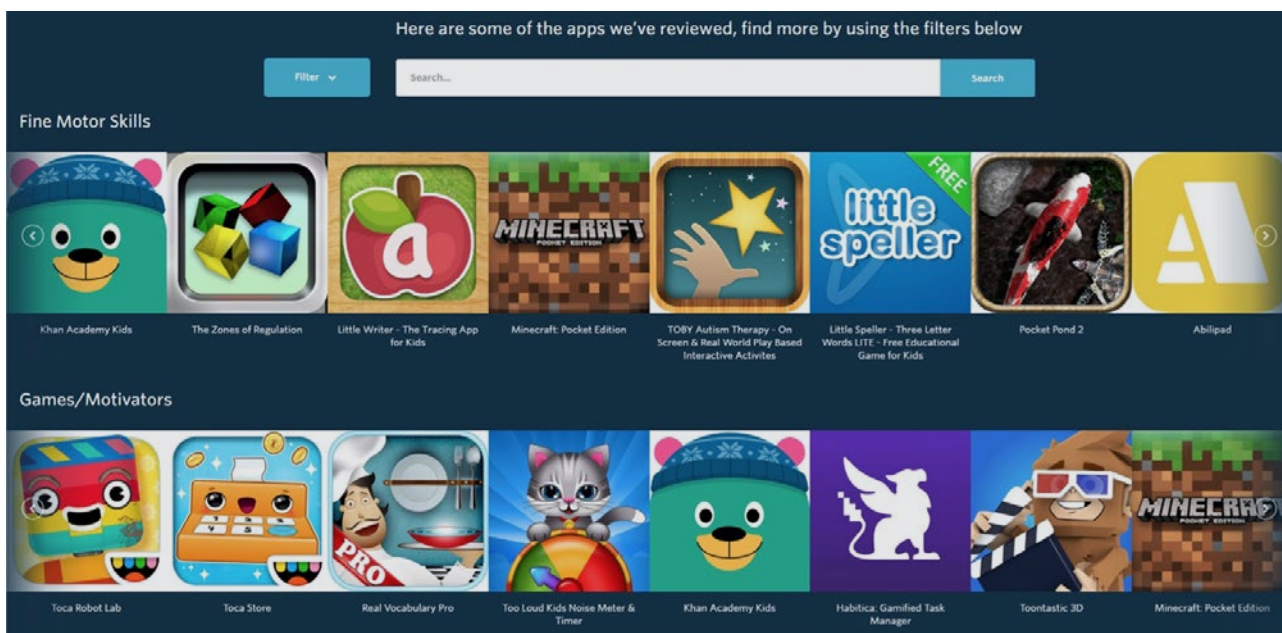 Here are some of the apps we've reviewed, find more by using the filters below
Filter
Search...
Search
Fine Motor Skills
a
MINECRAFT
POCKET EDITION
little
speller
FREE
A
Khan Academy Kids
The Zones of Regulation
Little Writer - The Tracing App
for Kids
Minecraft: Pocket Edition
TOBY Autism Therapy - On
Screen & Real World Play Based
Interactive Activites
Little Speller - Three Letter
Words LITE - Free Educational
Game for Kids
Pocket Pond 2
Abilipad
Games/Motivators
PRO
MINECRAFT
POCKET EDITION
Toca Robot Lab
Toca Store
Real Vocabulary Pro
Too Loud Kids Noise Meter &
Timer
Khan Academy Kids
Habitica: Gamified Task
Manager
Toontastic 3D
Minecraft: Pocket Edition